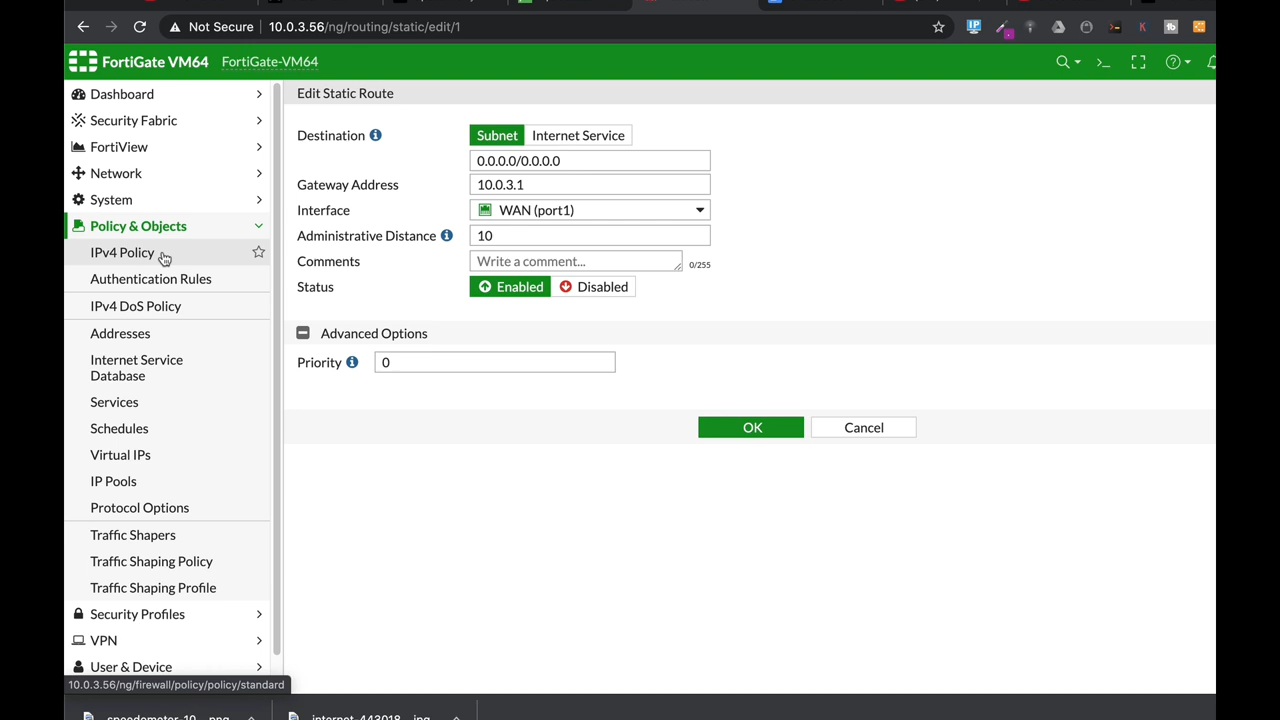 Not Secure 10.0.3.56/ng/routing/static/edit/1
FortiGate VM64 FortiGate-VM64
Dashboard
Security Fabric
FortiView
Network
System
Policy & Objects
IPv4 Policy
Authentication Rules
IPv4 DoS Policy
Addresses
Internet Service
Database
Services
Schedules
Virtual IPs
IP Pools
Protocol Options
Traffic Shapers
Traffic Shaping Policy
Traffic Shaping Profile
Security Profiles
VPN
User & Device
10.0.3.56/ng/firewall/policy/policy/standard
Edit Static Route
Destination Subnet Internet Service
0.0.0.0/0.0.0.0
Gateway Address 10.0.3.1
Interface WAN (port1)
Administrative Distance 10
Comments Write a comment... 0/255
Status Enabled Disabled
Advanced Options
Priority 0
OK Cancel